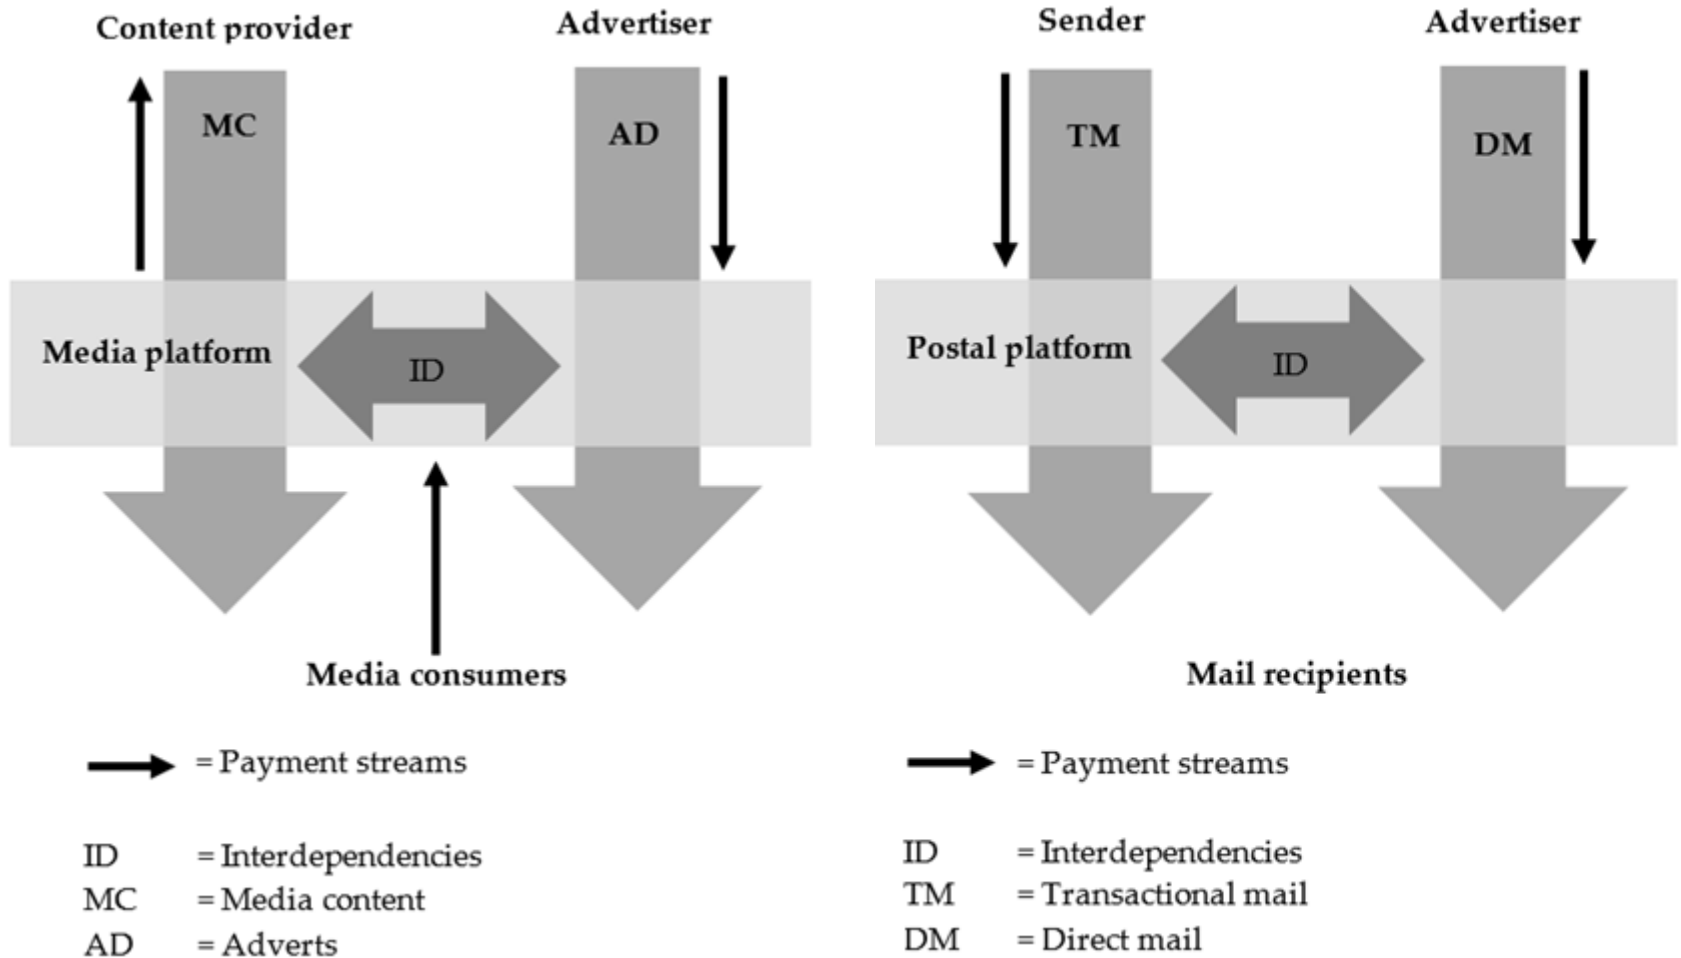 Content provider
Advertiser
MC
AD
Media platform
ID
Media consumers
= Payment streams
ID = Interdependencies
MC = Media content
AD = Adverts
Sender
Advertiser
TM
DM
Postal platform
ID
Mail recipients
= Payment streams
ID = Interdependencies
TM = Transactional mail
DM = Direct mail